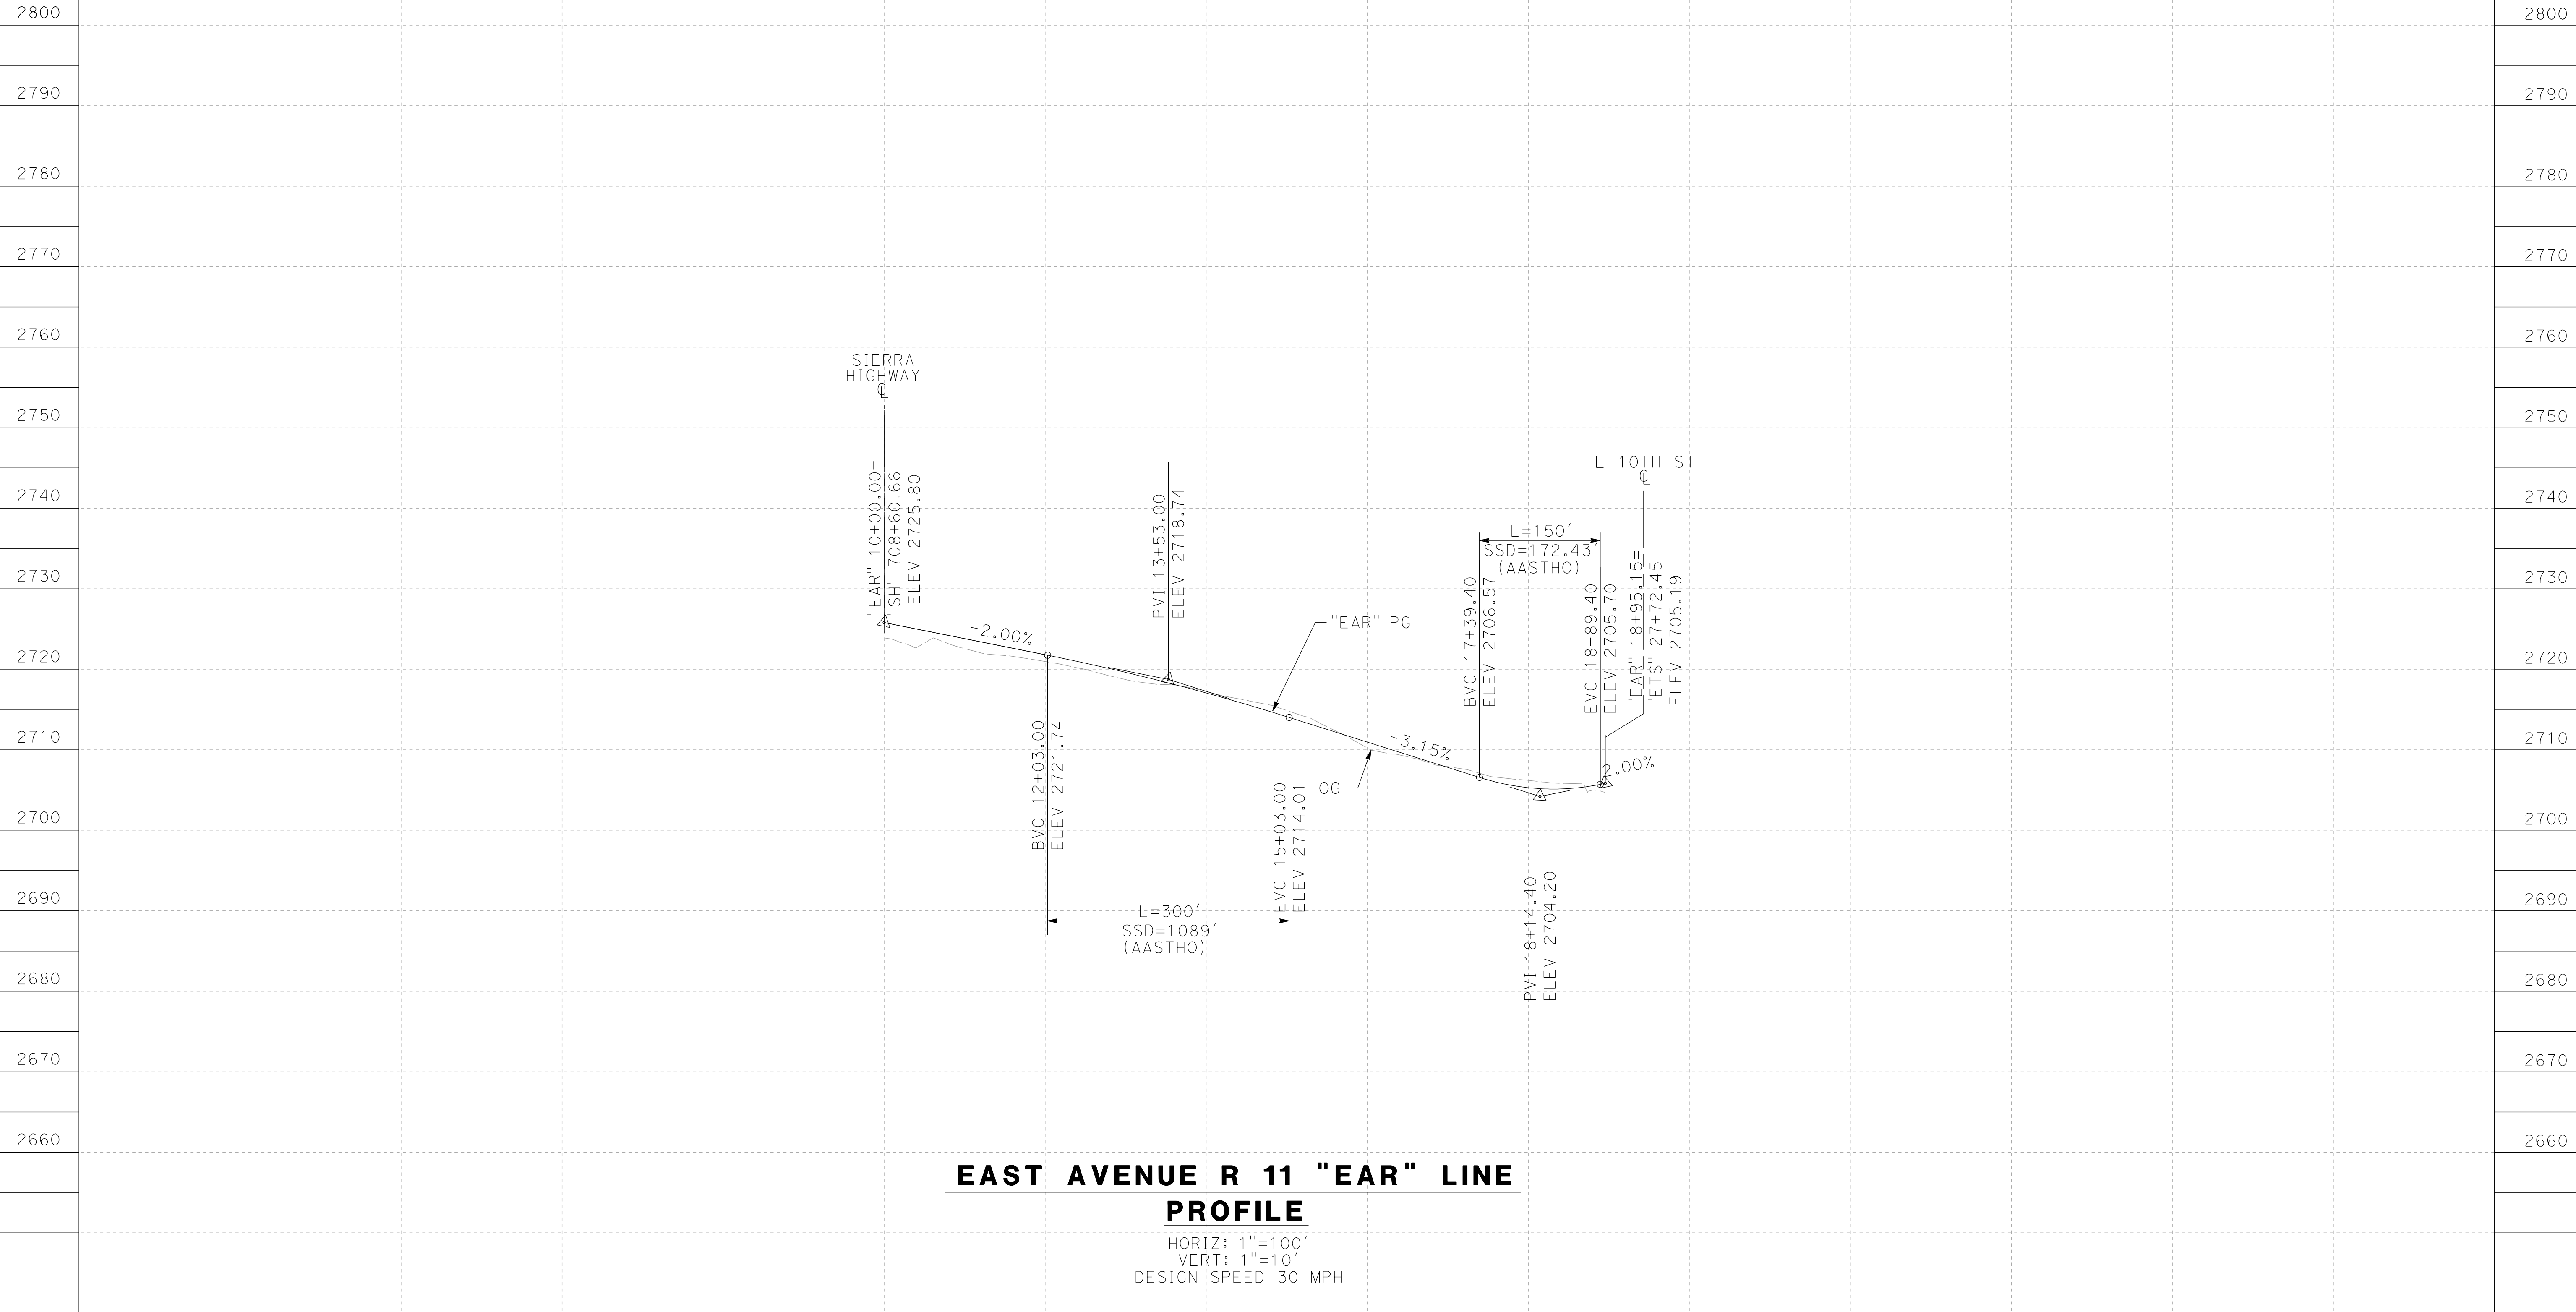 2800
2790
2780
2770
2760
2750
2740
2730
2720
2710
2700
2690
2680
2670
2660
SIERRA
HIGHWAY
℄
"EAR" 10+00.00=
"SH" 708+60.66
ELEV 2725.80
-2.00%
BVC 12+03.00
ELEV 2721.74
PVI 13+53.00
ELEV 2718.74
L=300'
SSD=1089'
(AASTHO)
EVC 15+03.00
ELEV 2714.01
"EAR" PG
OG
-3.15%
BVC 17+39.40
ELEV 2706.57
L=150'
SSD=172.43'
(AASTHO)
PVI 18+14.40
ELEV 2704.20
EVC 18+89.40
ELEV 2705.70
E 10TH ST
℄
"EAR" 18+95.15=
"ETS" 27+72.45
ELEV 2705.19
2.00%
2800
2790
2780
2770
2760
2750
2740
2730
2720
2710
2700
2690
2680
2670
2660
EAST AVENUE R 11 "EAR" LINE
PROFILE
HORIZ: 1"=100'
VERT: 1"=10'
DESIGN SPEED 30 MPH